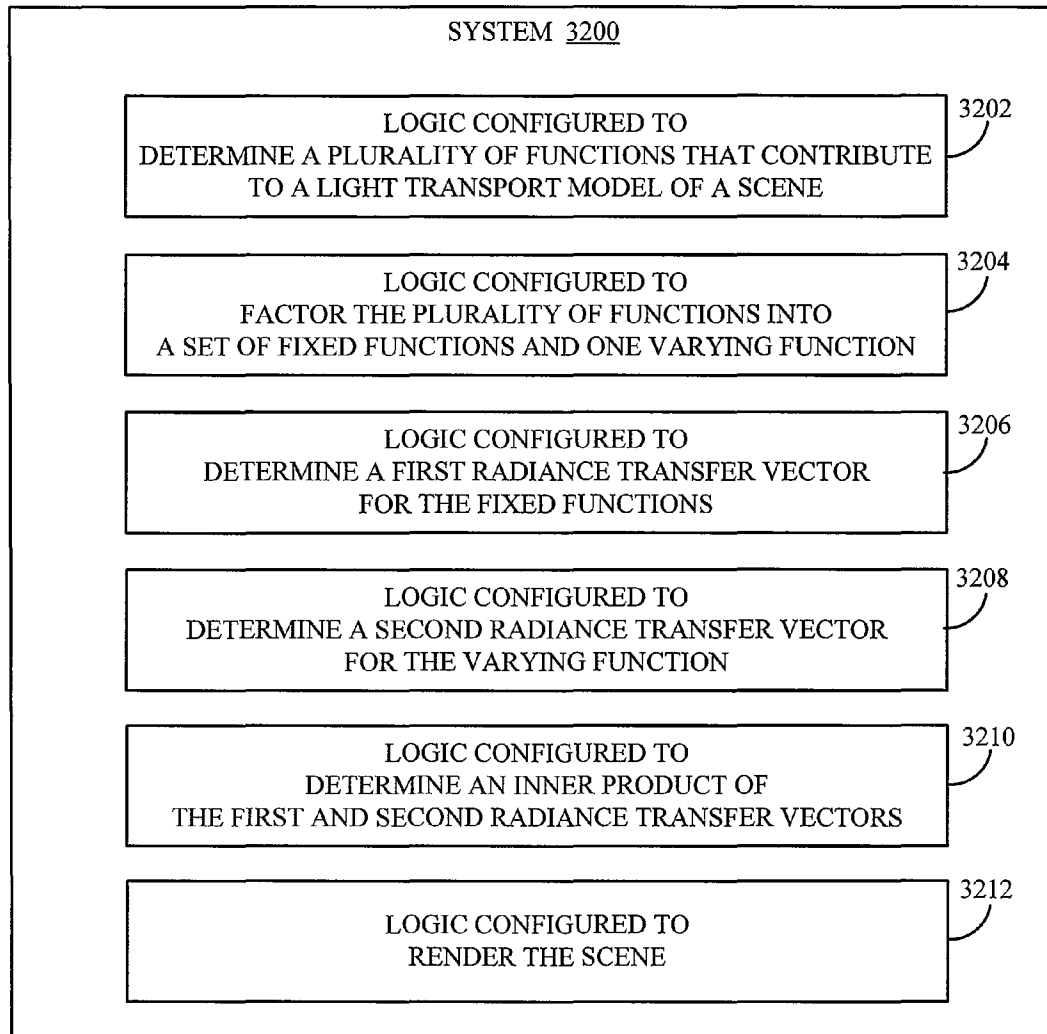 SYSTEM 3200
LOGIC CONFIGURED TO
DETERMINE A PLURALITY OF FUNCTIONS THAT CONTRIBUTE
TO A LIGHT TRANSPORT MODEL OF A SCENE
3202
LOGIC CONFIGURED TO
FACTOR THE PLURALITY OF FUNCTIONS INTO
A SET OF FIXED FUNCTIONS AND ONE VARYING FUNCTION
3204
LOGIC CONFIGURED TO
DETERMINE A FIRST RADIANCE TRANSFER VECTOR
FOR THE FIXED FUNCTIONS
3206
LOGIC CONFIGURED TO
DETERMINE A SECOND RADIANCE TRANSFER VECTOR
FOR THE VARYING FUNCTION
3208
LOGIC CONFIGURED TO
DETERMINE AN INNER PRODUCT OF
THE FIRST AND SECOND RADIANCE TRANSFER VECTORS
3210
LOGIC CONFIGURED TO
RENDER THE SCENE
3212